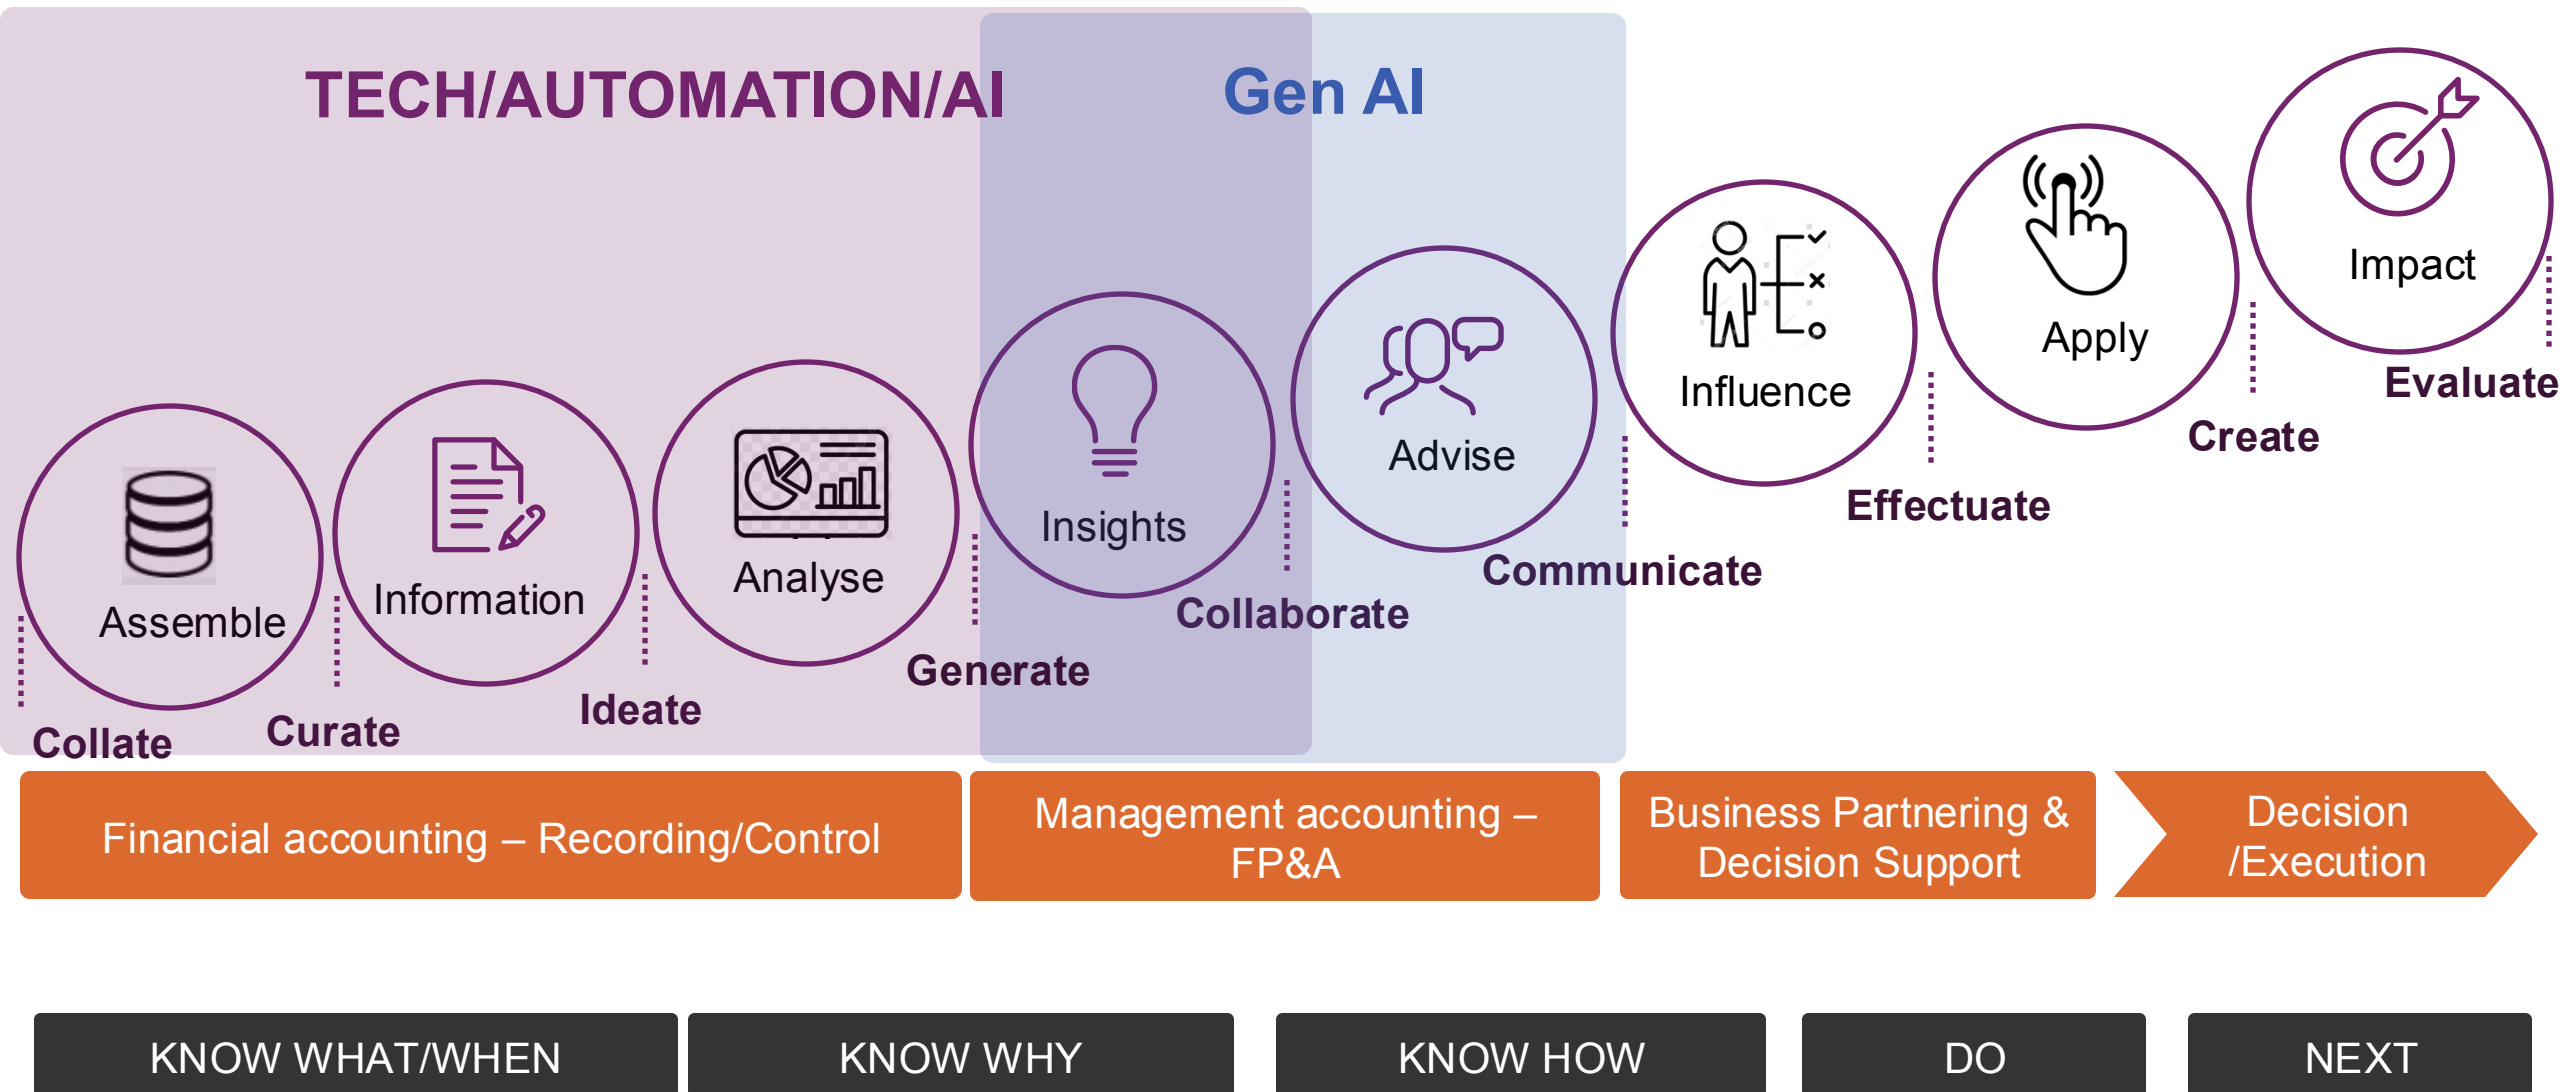 TECH/AUTOMATION/AI
Gen AI
Assemble
Information
Analyse
Insights
Advise
Influence
Apply
Impact
Collate
Curate
Ideate
Generate
Collaborate
Communicate
Effectuate
Create
Evaluate
Financial accounting – Recording/Control
Management accounting –
FP&A
Business Partnering &
Decision Support
Decision
/Execution
KNOW WHAT/WHEN
KNOW WHY
KNOW HOW
DO
NEXT